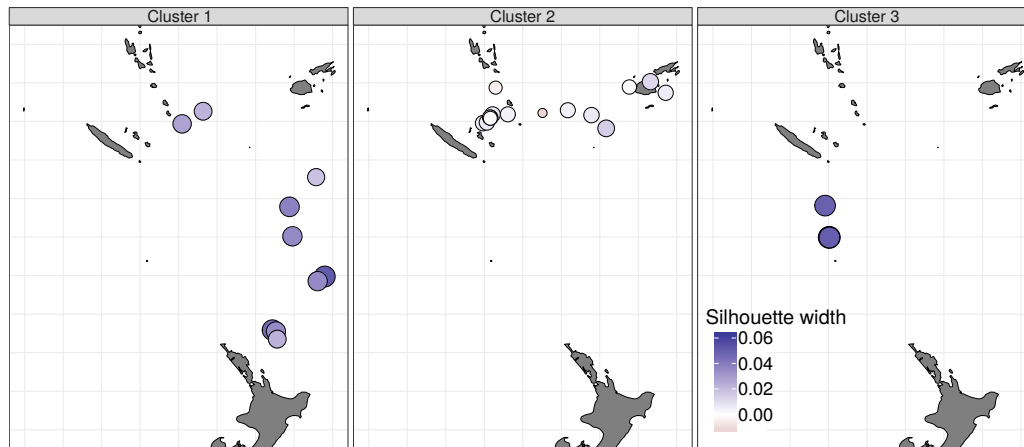 Cluster 1
Cluster 2
Cluster 3
Silhouette width
0.06
0.04
0.02
0.00